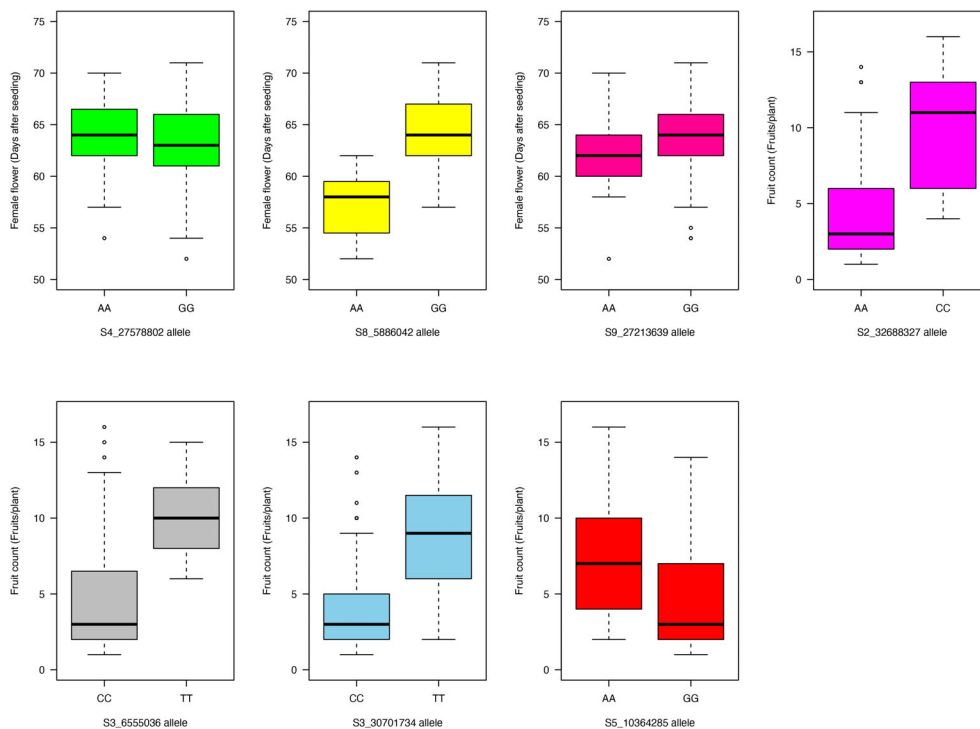 Female flower (Days after seeding)
75
70
65
60
55
50
AA
GG
S4_27578802 allele
Female flower (Days after seeding)
75
70
65
60
55
50
AA
GG
S8_5886042 allele
Female flower (Days after seeding)
75
70
65
60
55
50
AA
GG
S9_27213639 allele
Fruit count (Fruits/plant)
15
10
5
0
AA
CC
S2_32688327 allele
Fruit count (Fruits/plant)
15
10
5
0
CC
TT
S3_6555036 allele
Fruit count (Fruits/plant)
15
10
5
0
CC
TT
S3_30701734 allele
Fruit count (Fruits/plant)
15
10
5
0
AA
GG
S5_10364285 allele